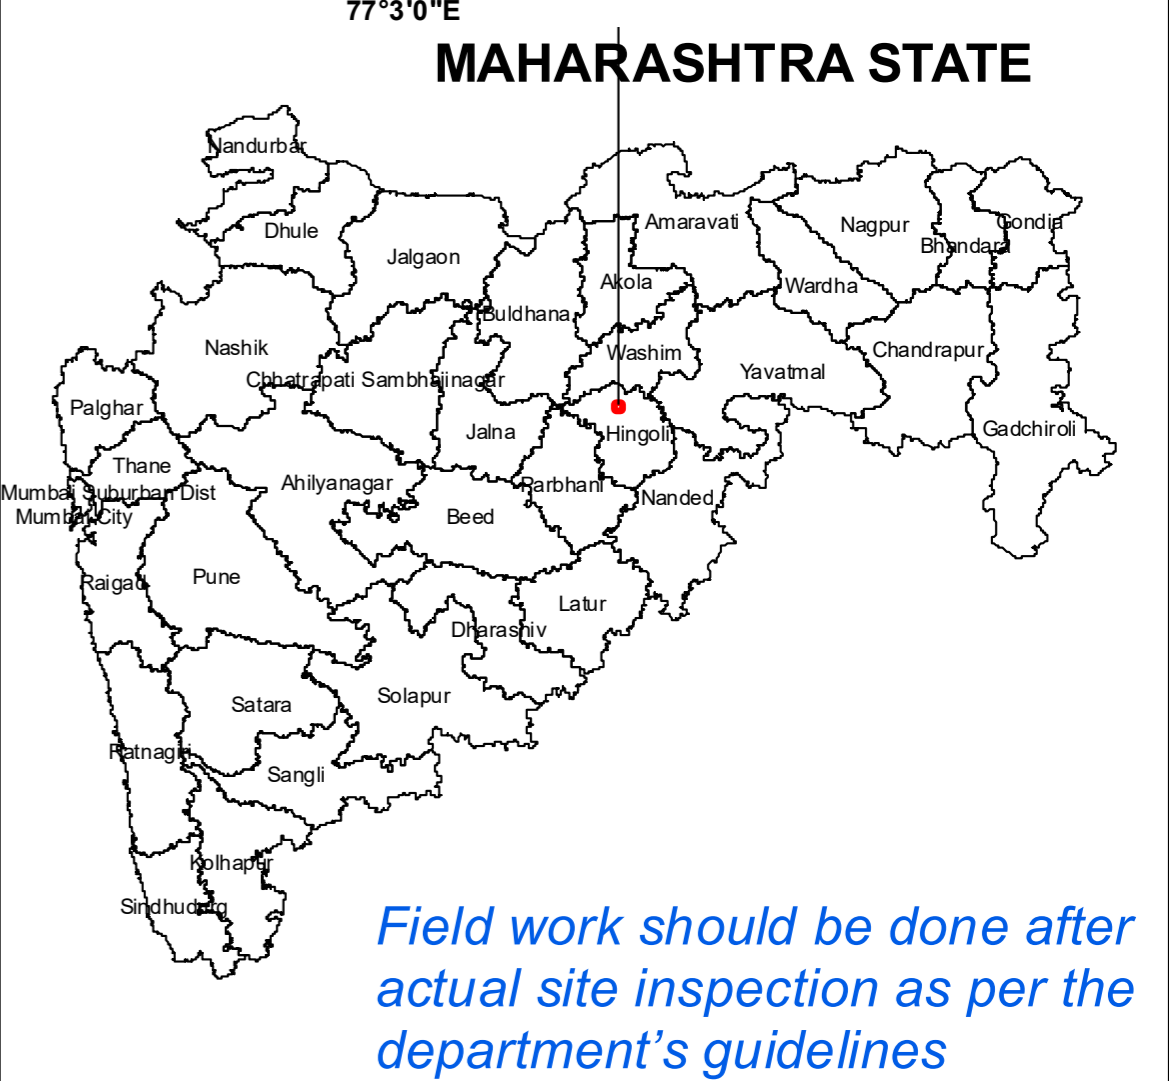 77°3'0"E
MAHARASHTRA STATE
Nandurbar
Dhule
Jalgaon
Amaravati
Nagpur
Bhandara
Gondia
Akola
Wardha
Buldhana
Nashik
Washim
Chandrapur
Chhatrapati Sambhajinagar
Yavatmal
Palghar
Jalna
Hingoli
Gadchiroli
Thane
Ahilyanagar
Parbhani
Nanded
Mumbai Suburban Dist
Mumbai City
Beed
Raigad
Pune
Latur
Dharashiv
Solapur
Satara
Ratnagiri
Sangli
Kolhapur
Sindhudurg
Field work should be done after
actual site inspection as per the
department’s guidelines